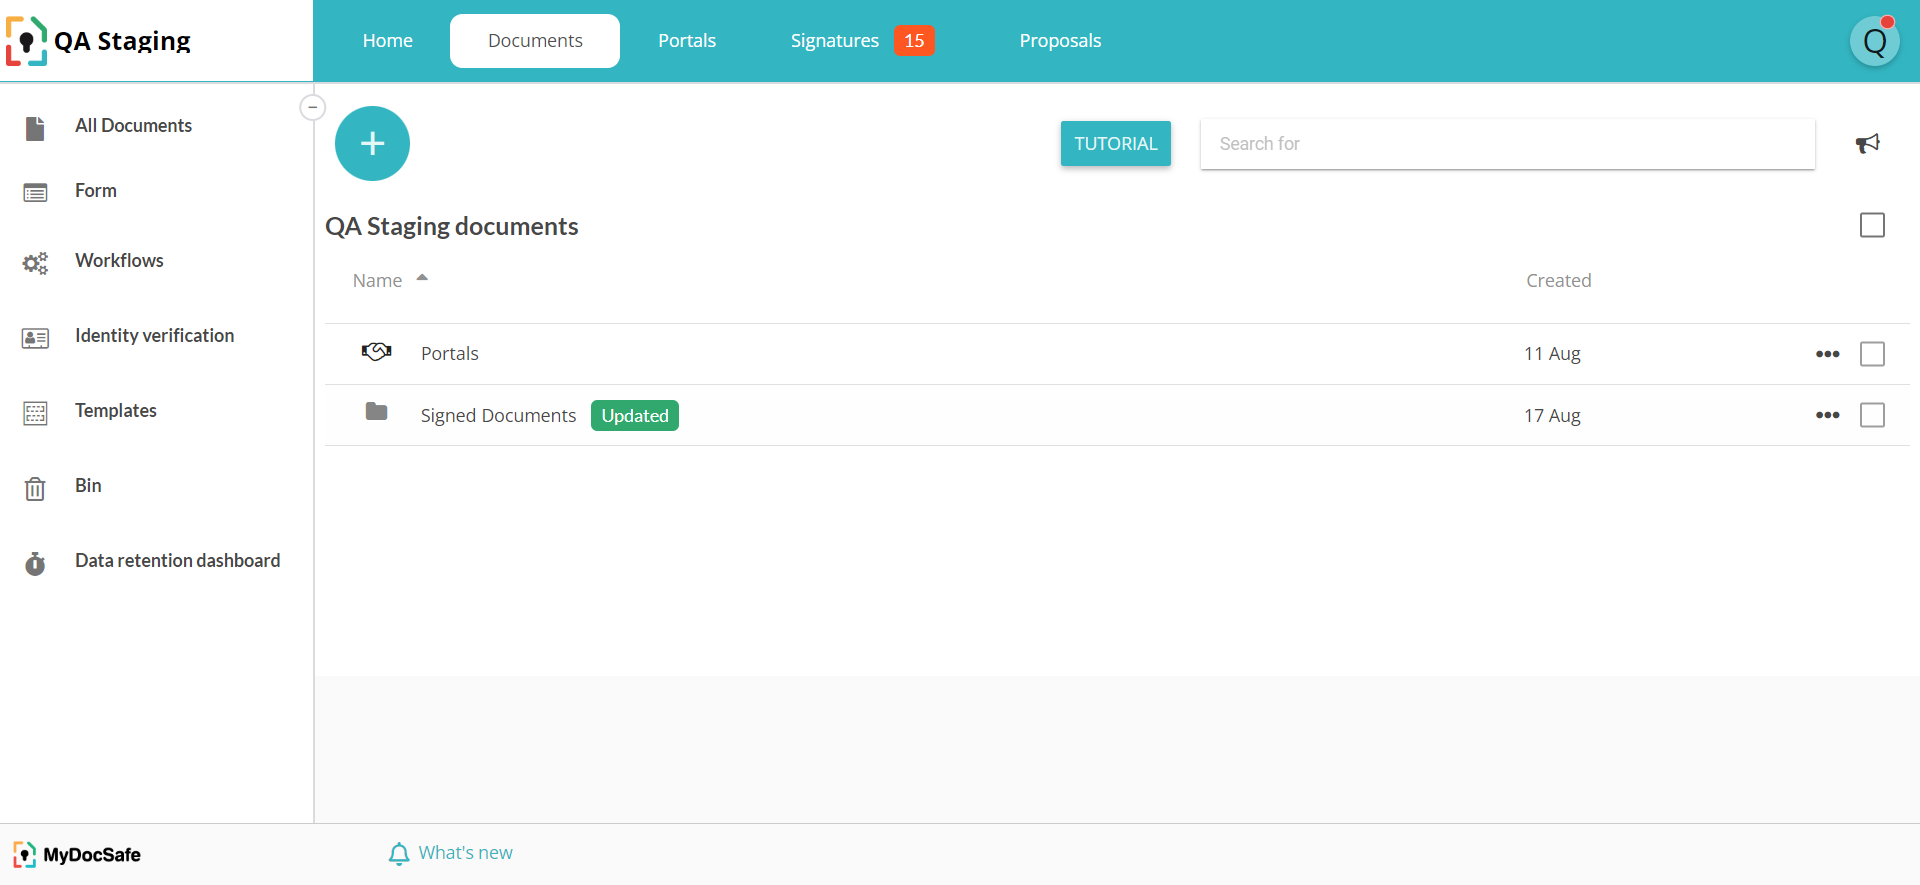 QA Staging
Home
Documents
Portals
Signatures 15
Proposals
Q
All Documents
Form
Workflows
Identity verification
Templates
Bin
Data retention dashboard
+
TUTORIAL
Search for
QA Staging documents
Name
Created
Portals
11 Aug
Signed Documents Updated
17 Aug
MyDocSafe
What's new